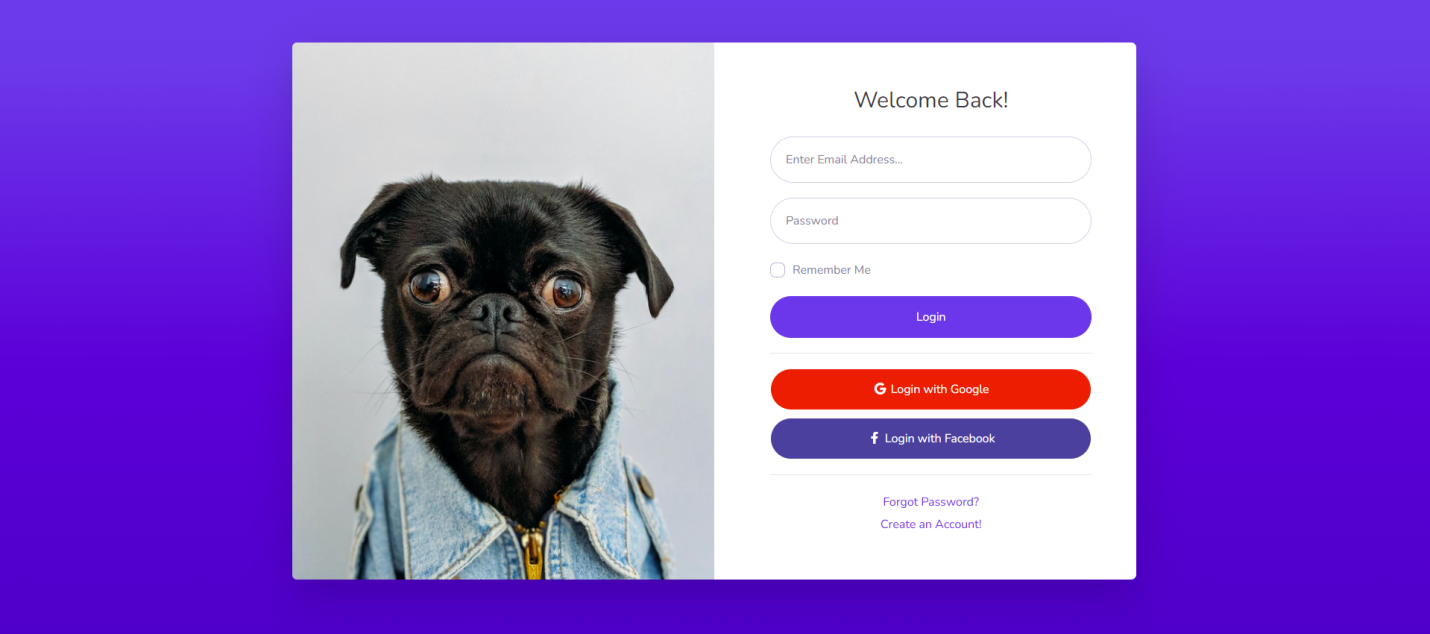 Welcome Back!
Enter Email Address...
Password
Remember Me
Login
Login with Google
Login with Facebook
Forgot Password?
Create an Account!